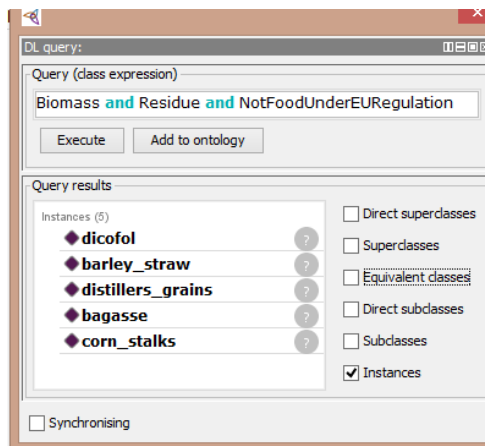 DL query:
Query (class expression)
Biomass and Residue and NotFoodUnderEURegulation
Execute Add to ontology
Query results
Instances (5)
dicofol
barley_straw
distillers_grains
bagasse
corn_stalks
Direct superclasses
Superclasses
Equivalent classes
Direct subclasses
Subclasses
Instances
Synchronising